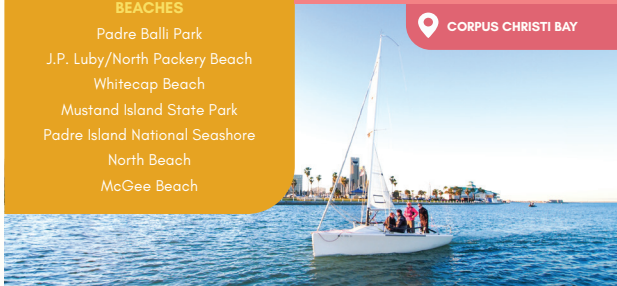 BEACHES
Padre Balli Park
J.P. Luby/North Packery Beach
Whitecap Beach
Mustand Island State Park
Padre Island National Seashore
North Beach
McGee Beach
CORPUS CHRISTI BAY